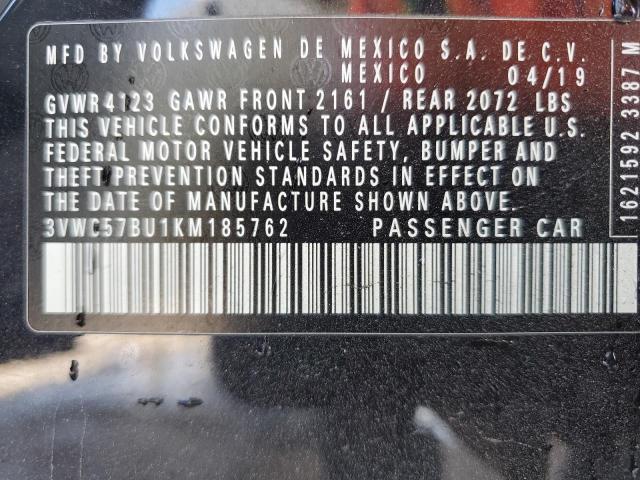 MFD BY VOLKSWAGEN DE MEXICO S.A. DE C.V.
MEXICO 04/19
GVWR4123 GAWR FRONT 2161 / REAR 2072 LBS
THIS VEHICLE CONFORMS TO ALL APPLICABLE U.S.
FEDERAL MOTOR VEHICLE SAFETY, BUMPER AND
THEFT PREVENTION STANDARDS IN EFFECT ON
THE DATE OF MANUFACTURE SHOWN ABOVE.
3VWC57BU1KM185762 PASSENGER CAR
1621592 3387 M